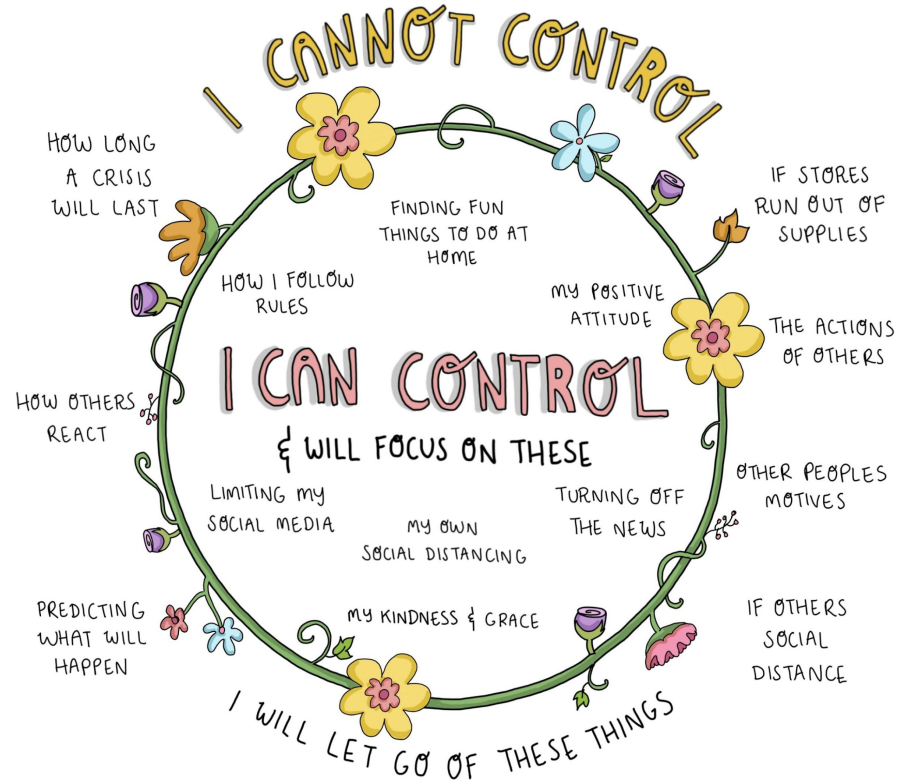 I CANNOT CONTROL
HOW LONG
A CRISIS
WILL LAST
IF STORES
RUN OUT OF
SUPPLIES
FINDING FUN
THINGS TO DO AT
HOME
HOW I FOLLOW
RULES
MY POSITIVE
ATTITUDE
THE ACTIONS
OF OTHERS
I CAN CONTROL
& WILL FOCUS ON THESE
HOW OTHERS
REACT
LIMITING MY
SOCIAL MEDIA
MY OWN
SOCIAL DISTANCING
TURNING OFF
THE NEWS
OTHER PEOPLES
MOTIVES
MY KINDNESS & GRACE
PREDICTING
WHAT WILL
HAPPEN
IF OTHERS
SOCIAL
DISTANCE
I WILL LET GO OF THESE THINGS